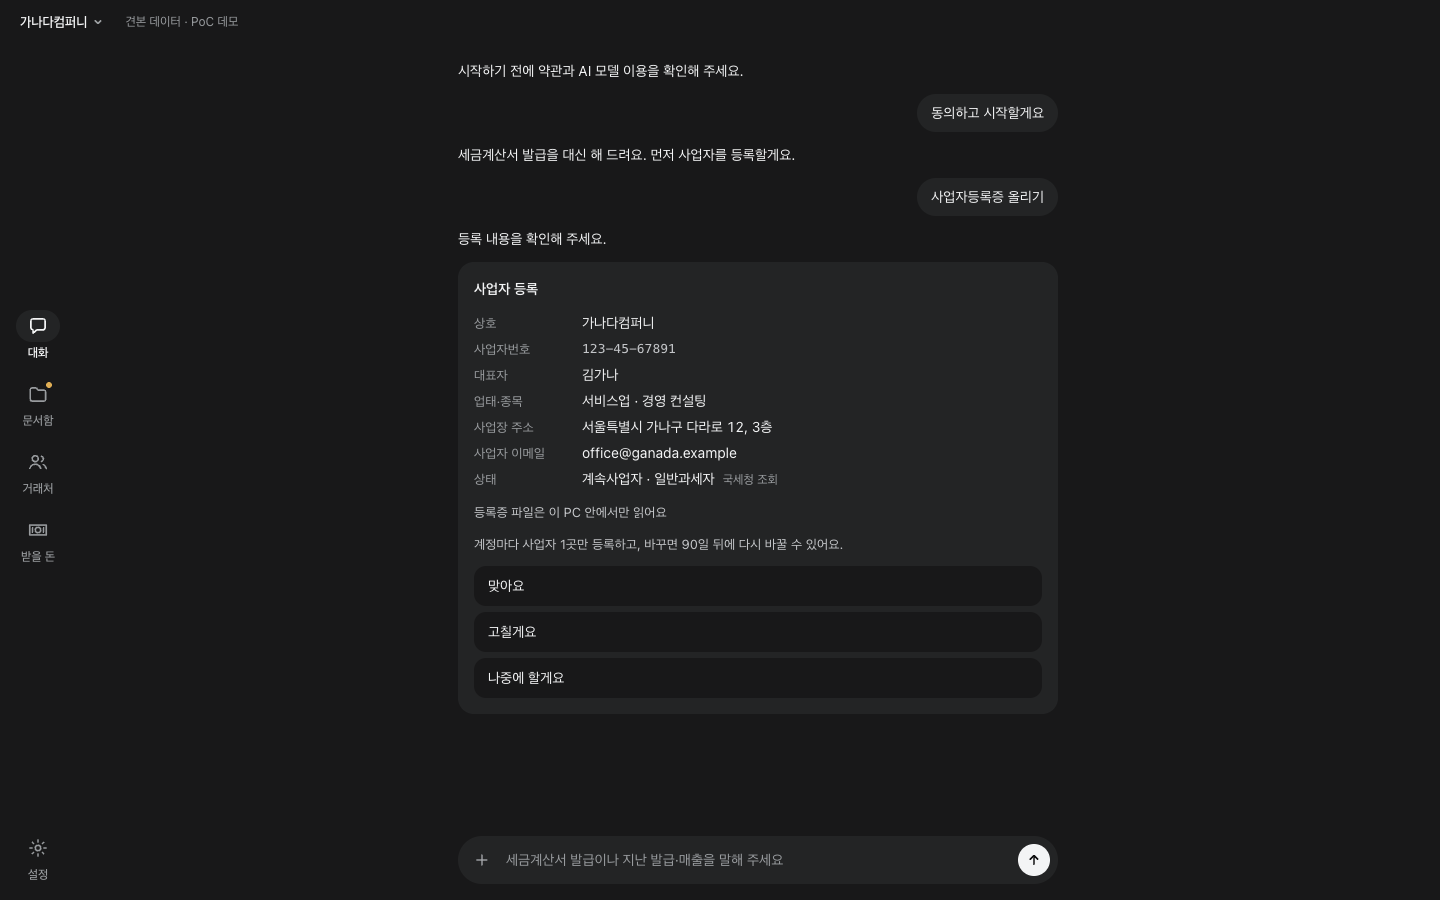 가나다컴퍼니
견본 데이터 · PoC 데모
시작하기 전에 약관과 AI 모델 이용을 확인해 주세요.
동의하고 시작할게요
세금계산서 발급을 대신 해 드려요. 먼저 사업자를 등록할게요.
사업자등록증 올리기
등록 내용을 확인해 주세요.
사업자 등록
상호 가나다컴퍼니
사업자번호 123-45-67891
대표자 김가나
업태·종목 서비스업 · 경영 컨설팅
사업장 주소 서울특별시 가나구 다라로 12, 3층
사업자 이메일 office@ganada.example
상태 계속사업자 · 일반과세자 국세청 조회
등록증 파일은 이 PC 안에서만 읽어요
계정마다 사업자 1곳만 등록하고, 바꾸면 90일 뒤에 다시 바꿀 수 있어요.
맞아요
고칠게요
나중에 할게요
대화
문서함
거래처
받을 돈
설정
세금계산서 발급이나 지난 발급·매출을 말해 주세요